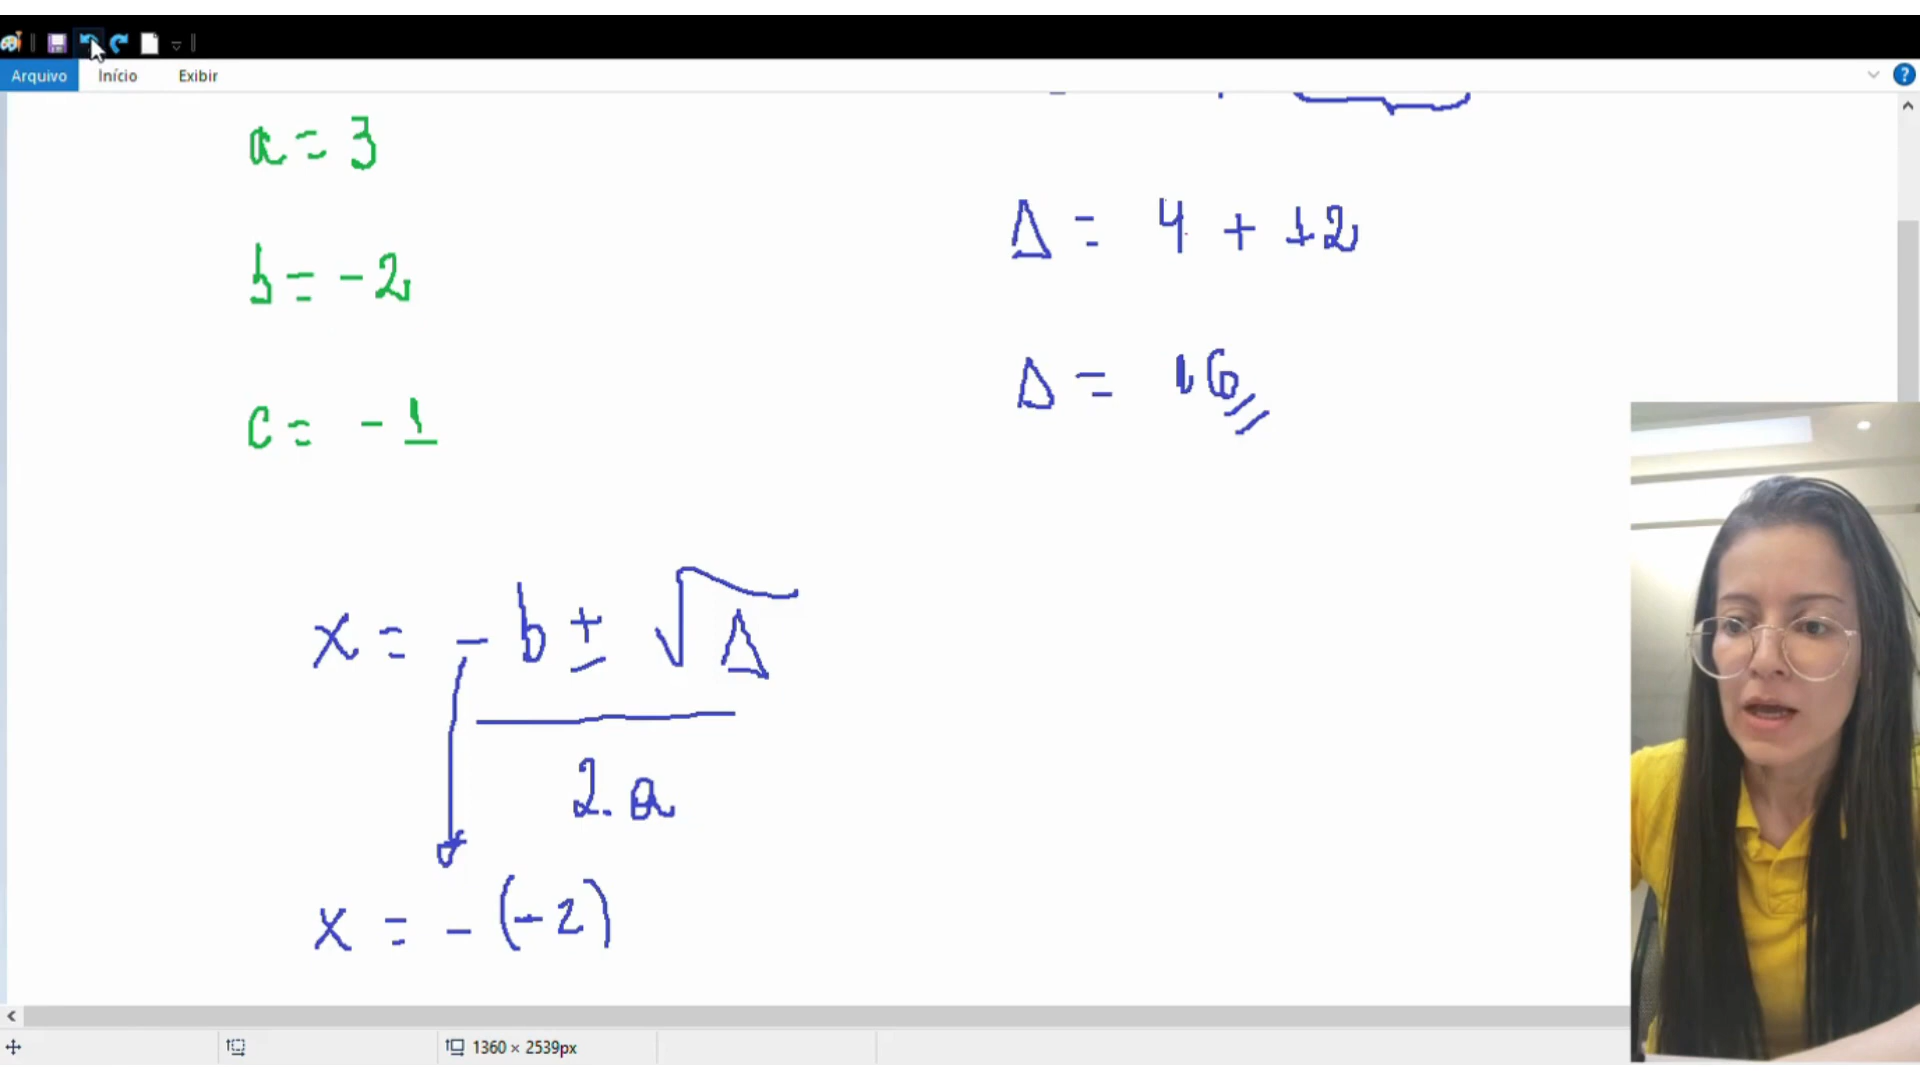 Arquivo Início Exibir
a = 3
b = -2
c = -1
Δ = 4 + 12
Δ = 16
x = -b ± √Δ
2.a
x = -(-2)
1360 × 2539px